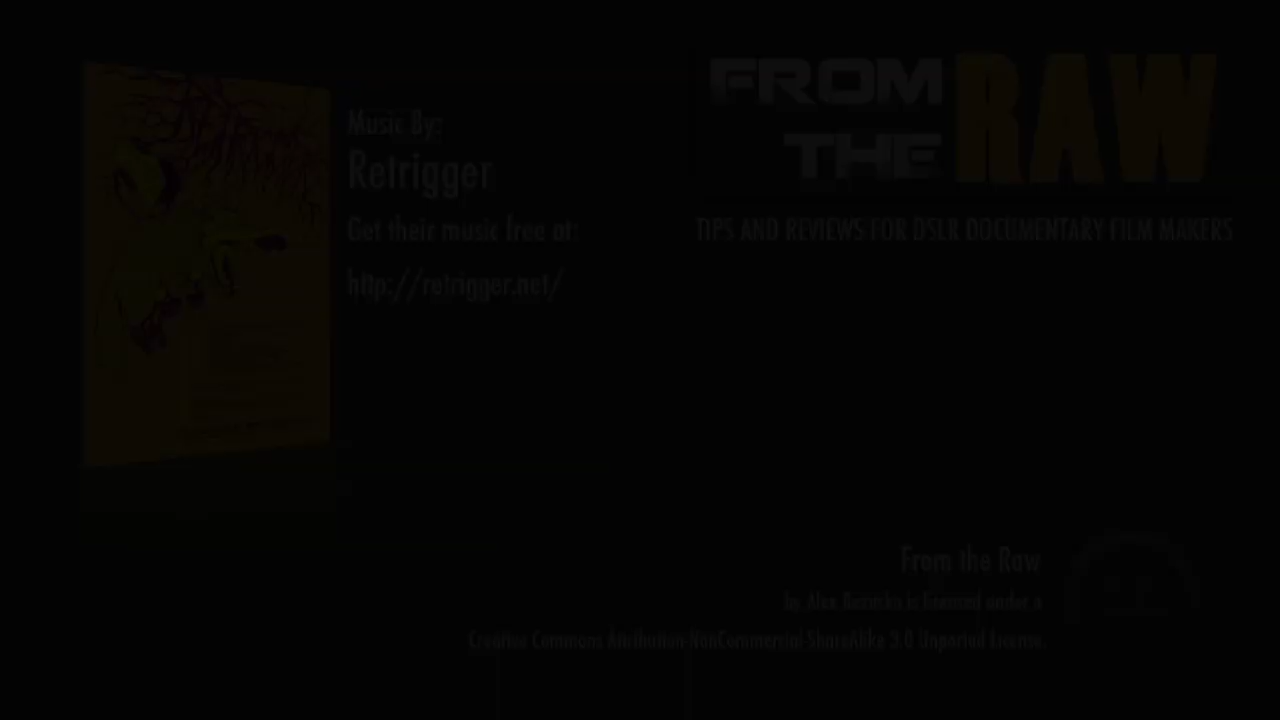 Music By:
Retrigger
Get their music free at:
http://retrigger.net/
FROM
THE
RAW
TIPS AND REVIEWS FOR DSLR DOCUMENTARY FILM MAKERS
From the Raw
by Alex is licensed under a
Creative Commons Attribution-NonCommercial-ShareAlike 3.0 Unported License.